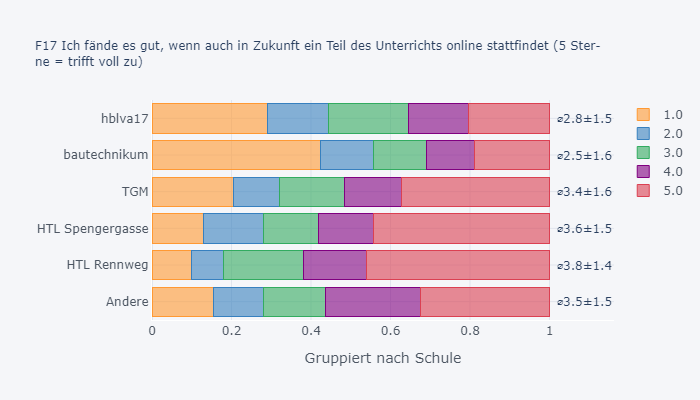 F17 Ich fände es gut, wenn auch in Zukunft ein Teil des Unterrichts online stattfindet (5 Ster-
ne = trifft voll zu)
hblva17 ⌀2.8±1.5
bautechnikum ⌀2.5±1.6
TGM ⌀3.4±1.6
HTL Spengergasse ⌀3.6±1.5
HTL Rennweg ⌀3.8±1.4
Andere ⌀3.5±1.5
0 0.2 0.4 0.6 0.8 1
Gruppiert nach Schule
1.0
2.0
3.0
4.0
5.0